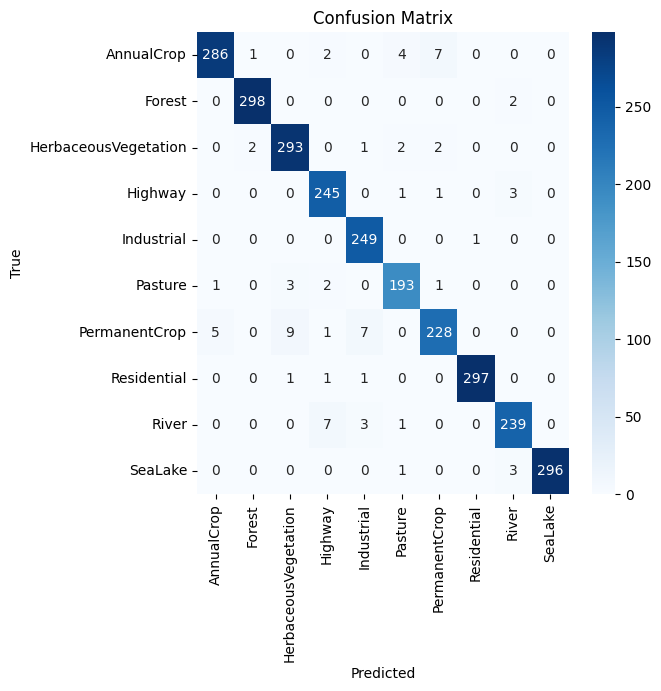 Confusion Matrix
True
AnnualCrop 286 1 0 2 0 4 7 0 0 0
Forest 0 298 0 0 0 0 0 0 2 0
HerbaceousVegetation 0 2 293 0 1 2 2 0 0 0
Highway 0 0 0 245 0 1 1 0 3 0
Industrial 0 0 0 0 249 0 0 1 0 0
Pasture 1 0 3 2 0 193 1 0 0 0
PermanentCrop 5 0 9 1 7 0 228 0 0 0
Residential 0 0 1 1 1 0 0 297 0 0
River 0 0 0 7 3 1 0 0 239 0
SeaLake 0 0 0 0 0 1 0 0 3 296
AnnualCrop
Forest
HerbaceousVegetation
Highway
Industrial
Pasture
PermanentCrop
Residential
River
SeaLake
Predicted
250
200
150
100
50
0